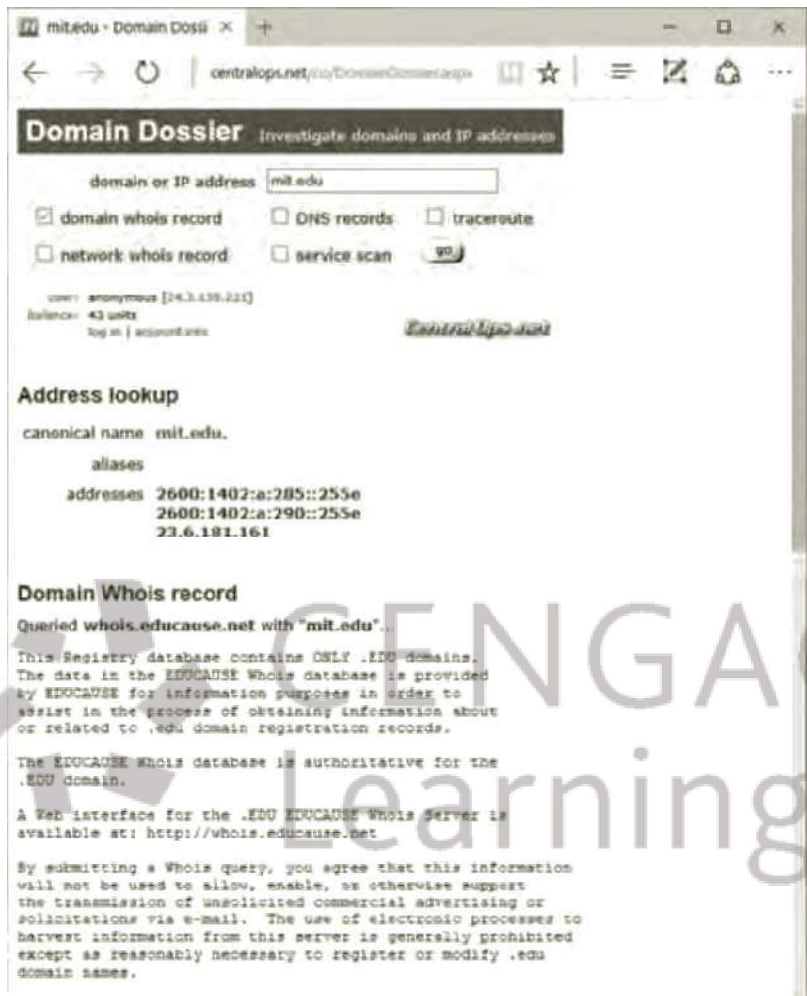 mit.edu - Domain Dossi ×
centralops.net/co/DomainDossier.aspx
Domain Dossier Investigate domains and IP addresses
domain or IP address mit.edu
domain whois record DNS records traceroute
network whois record service scan go
user: anonymous
balance: 43 units
log in | account info
CentralOps.net
Address lookup
canonical name mit.edu.
aliases
addresses 2600:1402:a:285::255e
2600:1402:a:290::255e
23.6.181.161
Domain Whois record
Queried whois.educause.net with "mit.edu"...
This Registry database contains ONLY .EDU domains.
The data in the EDUCAUSE Whois database is provided
by EDUCAUSE for information purposes in order to
assist in the process of obtaining information about
or related to .edu domain registration records.
The EDUCAUSE Whois database is authoritative for the
.EDU domain.
A Web interface for the .EDU EDUCAUSE Whois Server is
available at: http://whois.educause.net
By submitting a Whois query, you agree that this information
will not be used to allow, enable, or otherwise support
the transmission of unsolicited commercial advertising or
solicitations via e-mail. The use of electronic processes to
harvest information from this server is generally prohibited
except as reasonably necessary to register or modify .edu
domain names.
CENGA
Learning